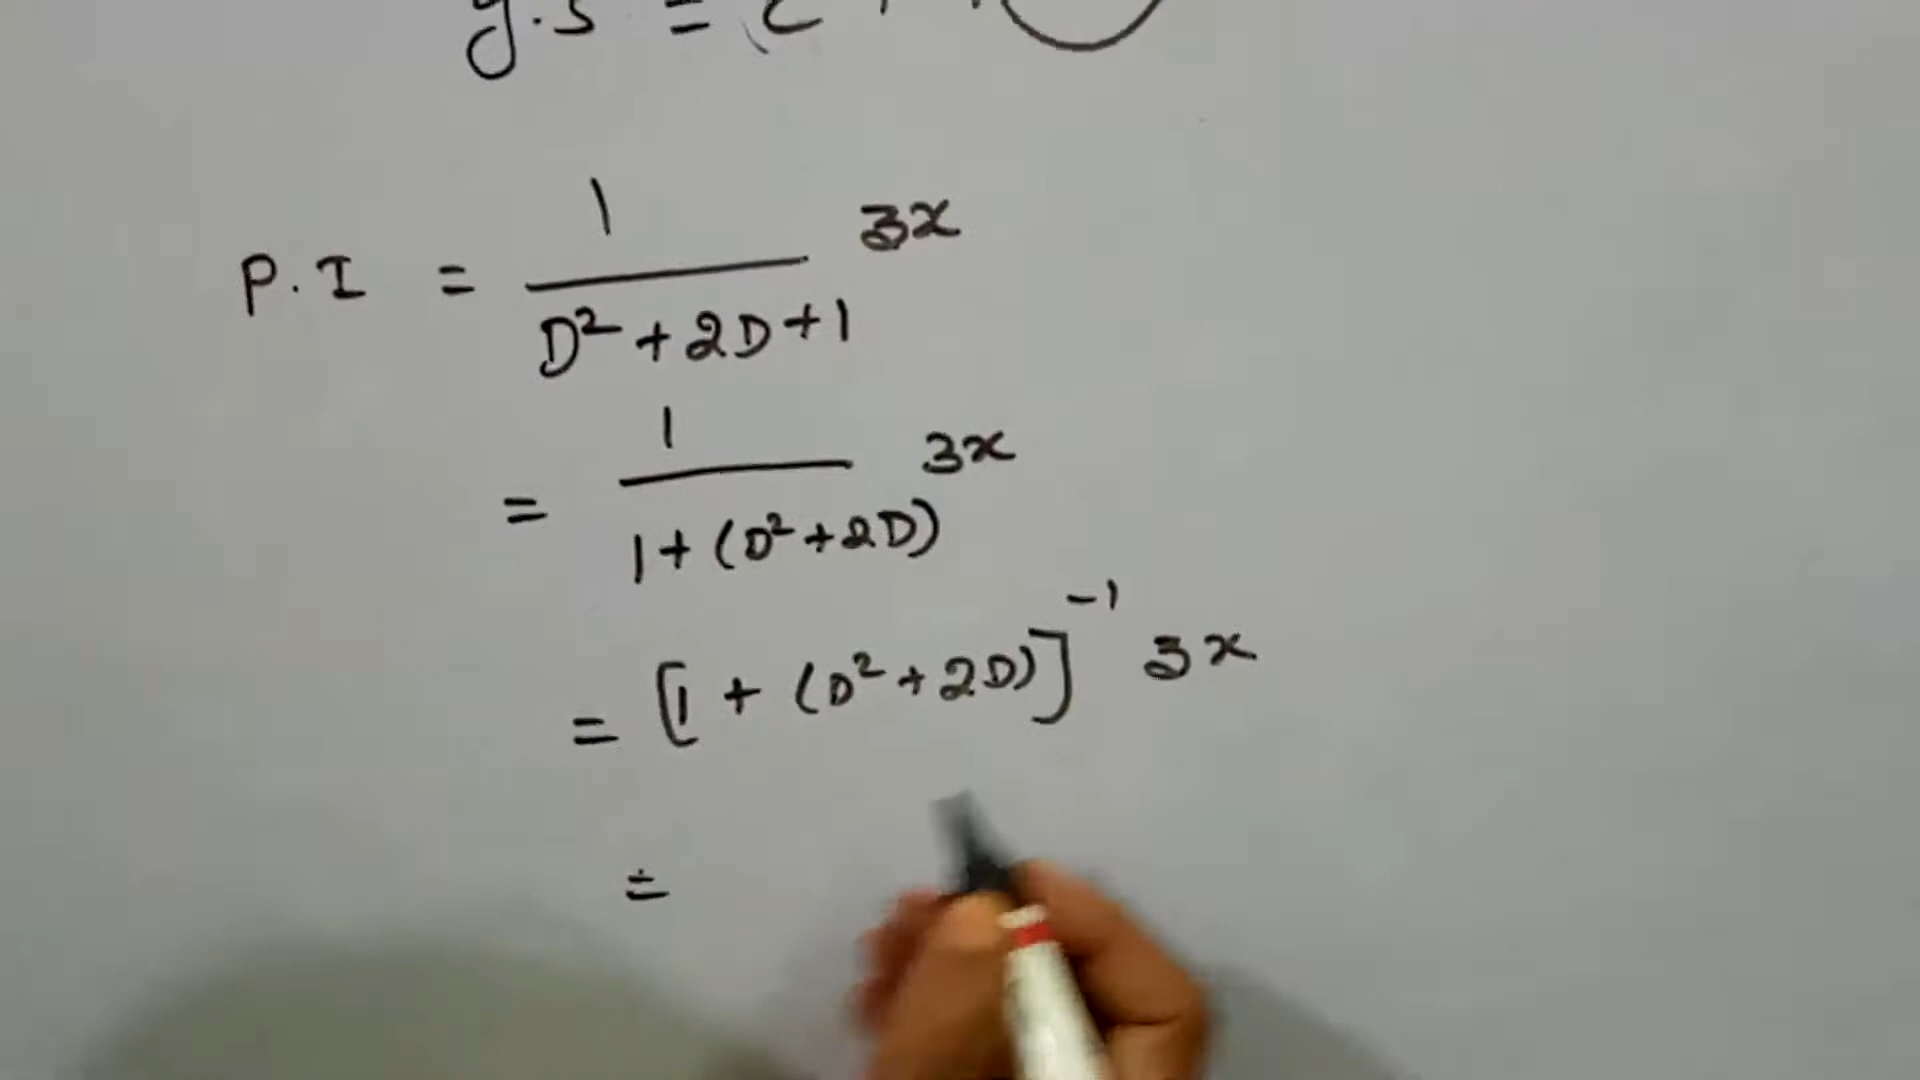 y.s = (c
P.I = 1/(D²+2D+1) 3x
= 1/(1+(D²+2D)) 3x
= [1 + (D²+2D)]⁻¹ 3x
=